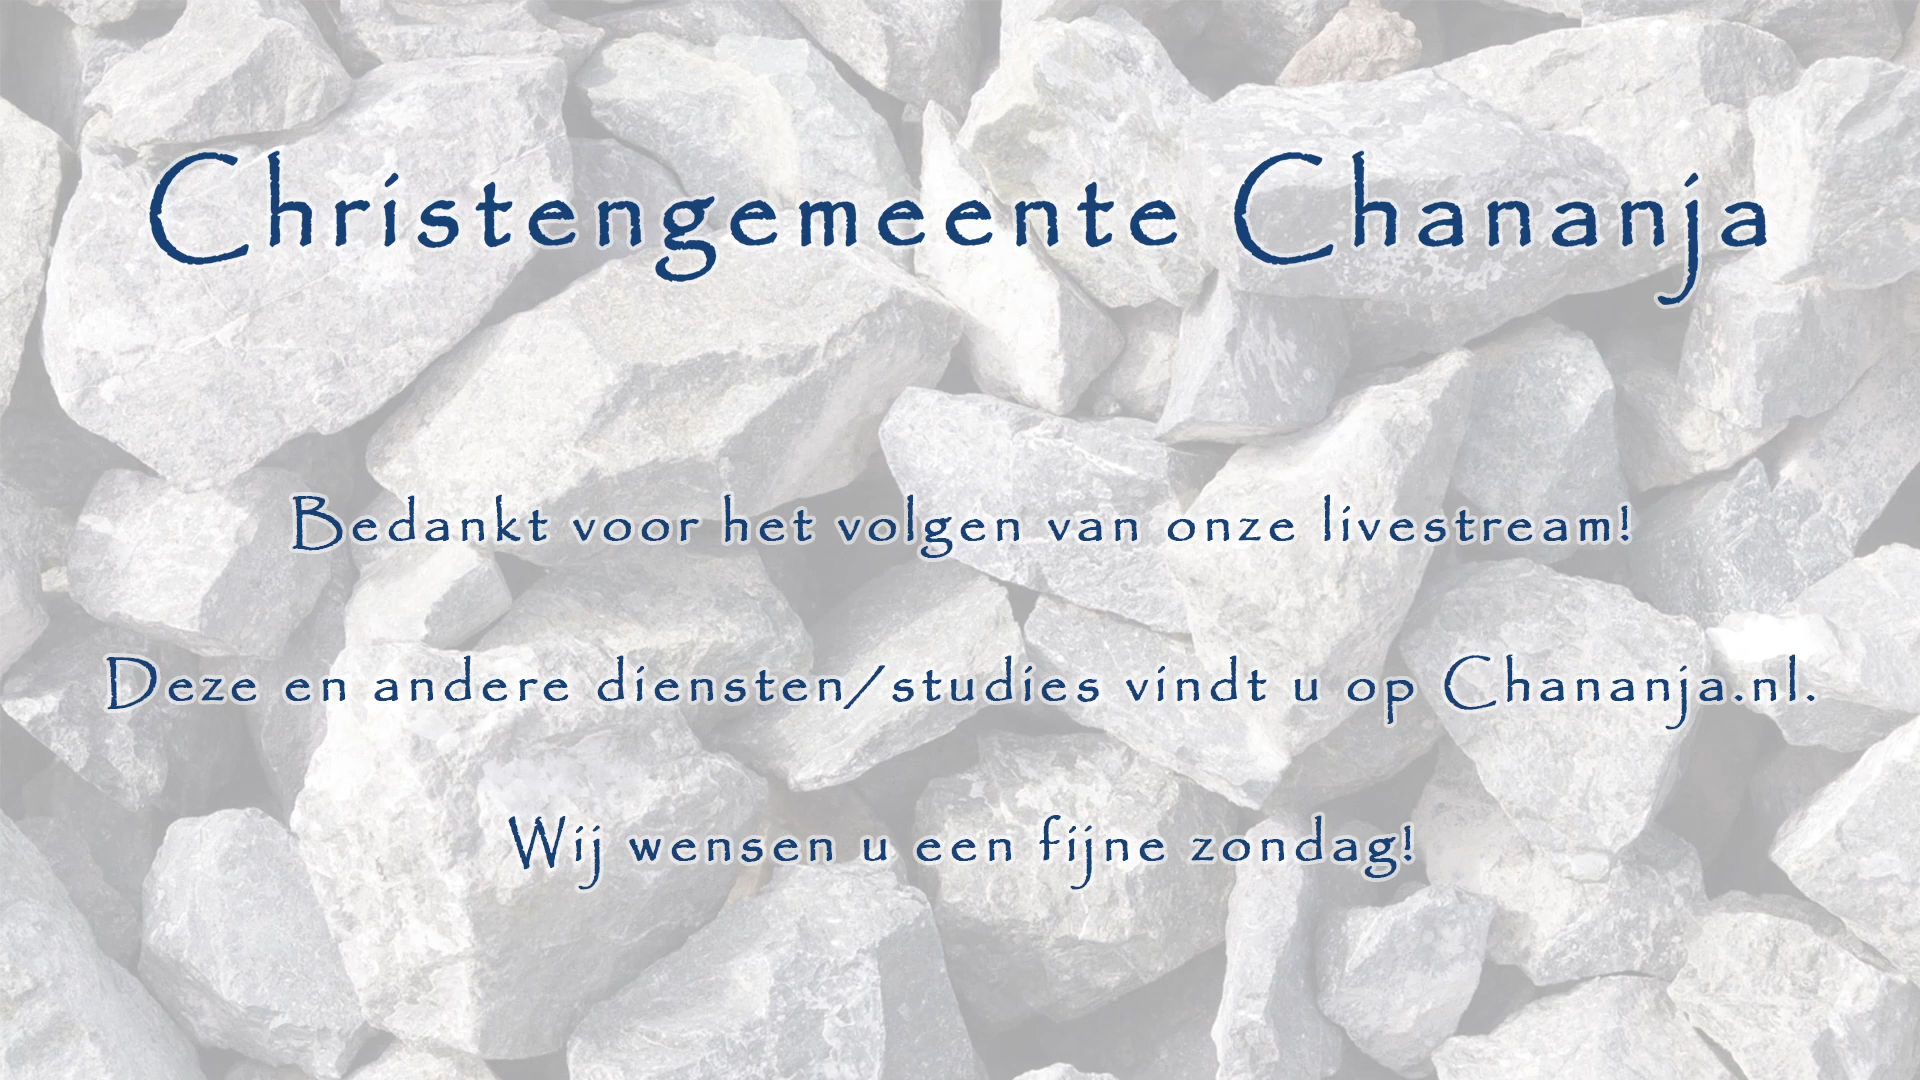 Christengemeente Chananja
Bedankt voor het volgen van onze livestream!
Deze en andere diensten/studies vindt u op Chananja.nl.
Wij wensen u een fijne zondag!